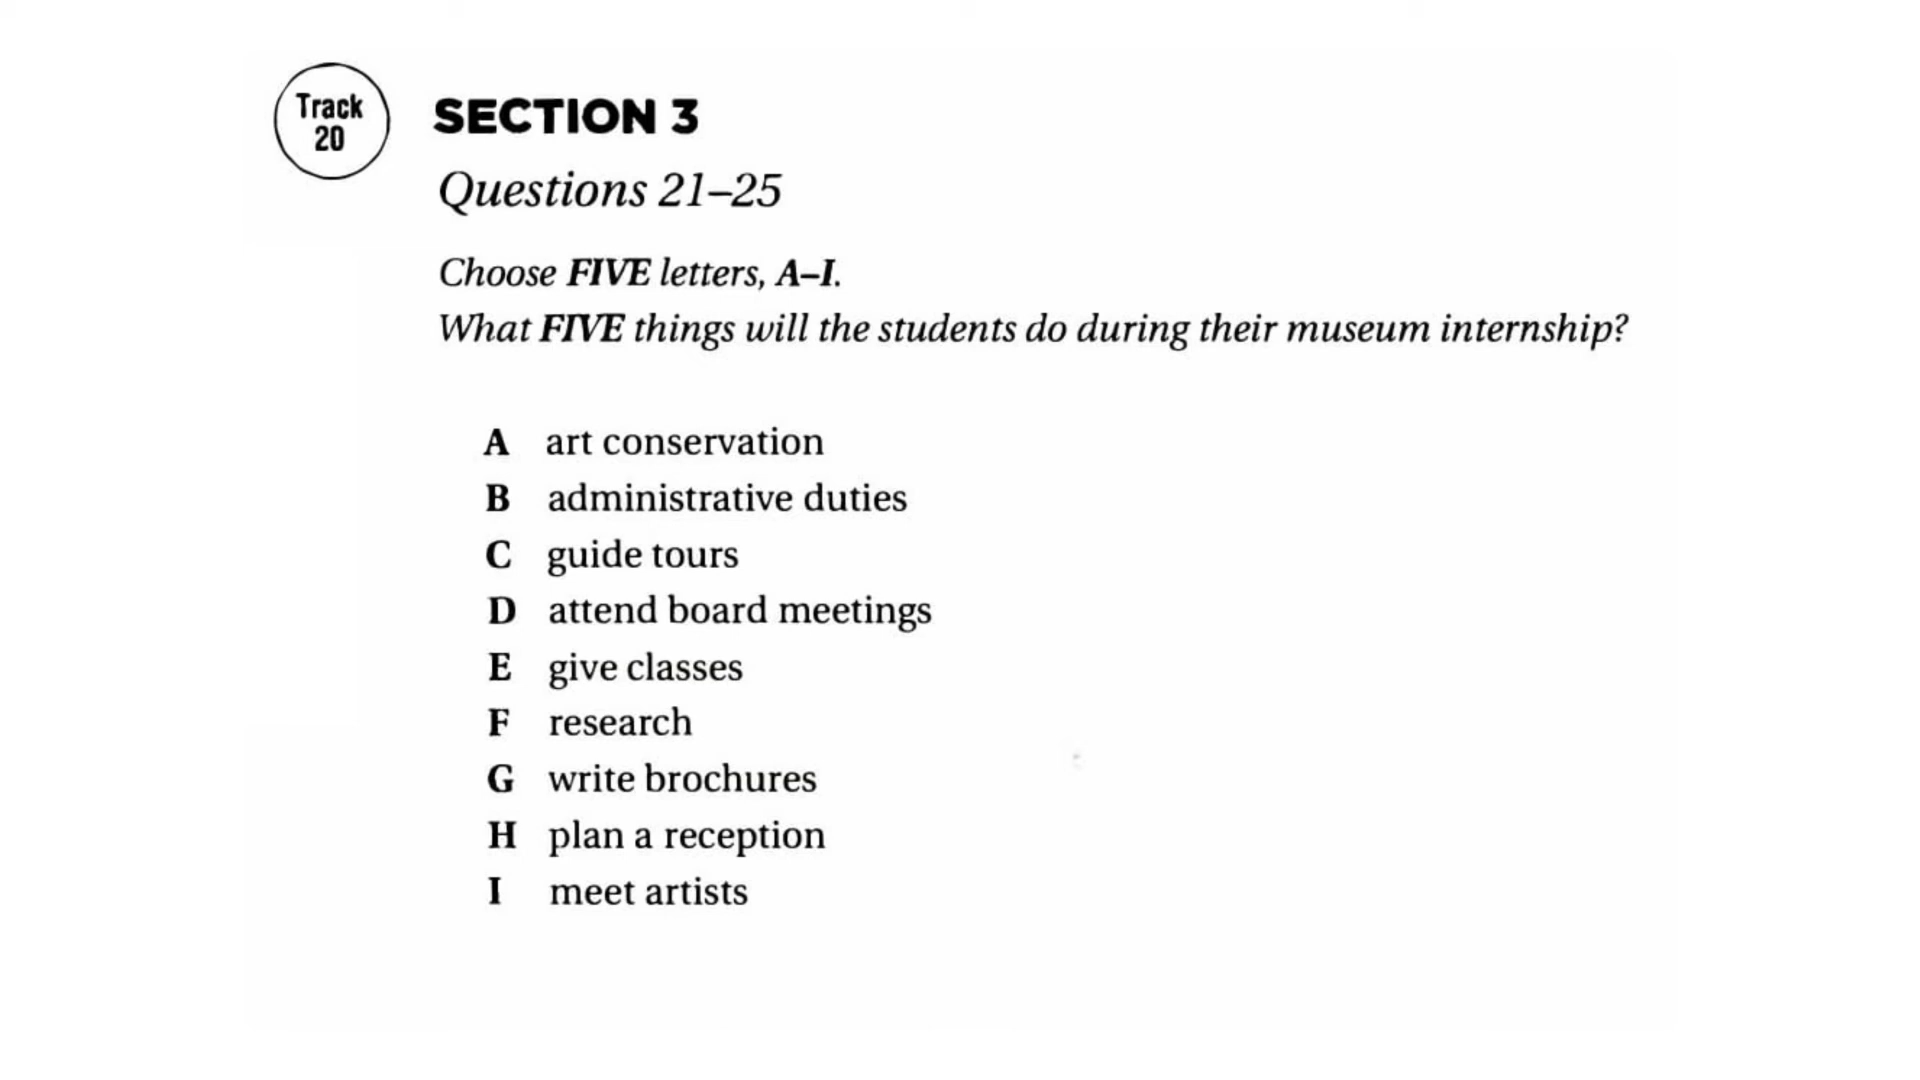 Track
20
SECTION 3
Questions 21–25
Choose FIVE letters, A–I.
What FIVE things will the students do during their museum internship?
A art conservation
B administrative duties
C guide tours
D attend board meetings
E give classes
F research
G write brochures
H plan a reception
I meet artists